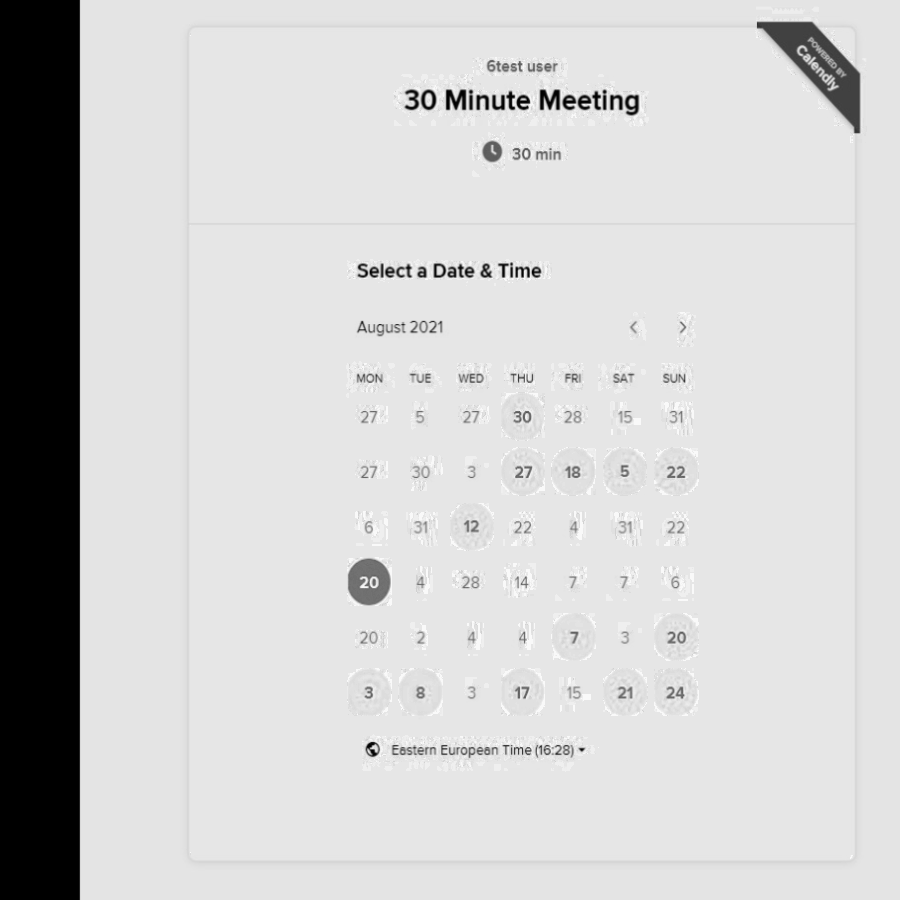 POWERED BY
Calendly
6test user
30 Minute Meeting
30 min
Select a Date & Time
August 2021
MON TUE WED THU FRI SAT SUN
27 5 27 30 28 15 31
27 30 3 27 18 5 22
6 31 12 22 4 31 22
20 4 28 14 7 7 6
20 2 4 4 7 3 20
3 8 3 17 15 21 24
Eastern European Time (16:28)